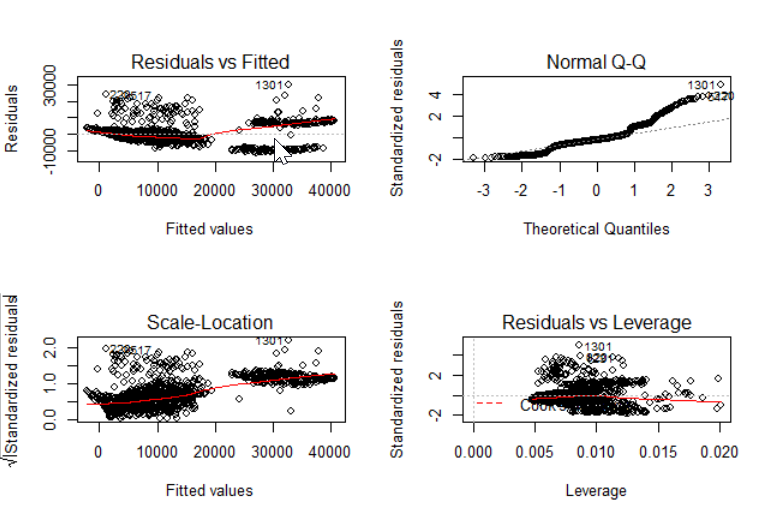 Residuals vs Fitted
Residuals
-10000
30000
1301
0 10000 20000 30000 40000
Fitted values
Normal Q-Q
Standardized residuals
-2
2
4
1301
-3 -2 -1 0 1 2 3
Theoretical Quantiles
Scale-Location
√|Standardized residuals|
0.0 1.0 2.0
1301
0 10000 20000 30000 40000
Fitted values
Residuals vs Leverage
Standardized residuals
-2
2
1301
0.000 0.005 0.010 0.015 0.020
Leverage